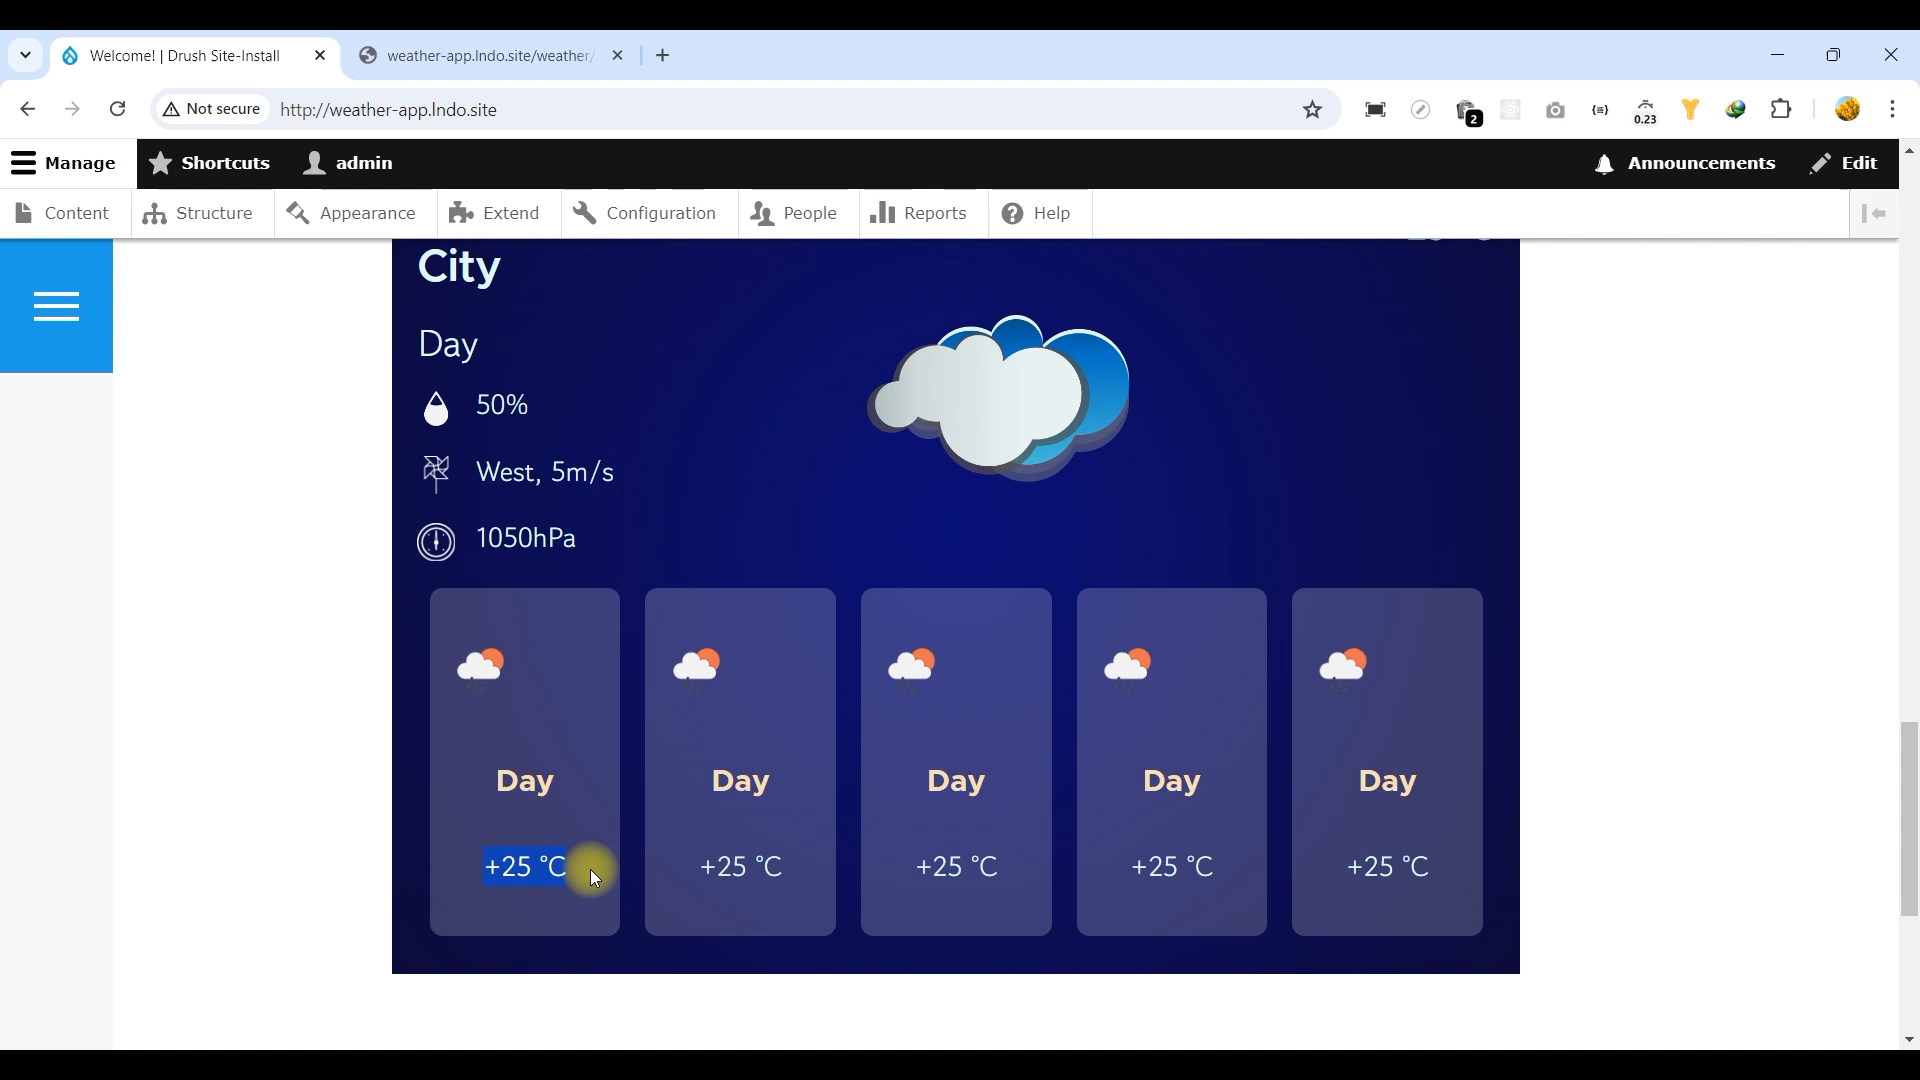 Welcome! | Drush Site-Install
weather-app.lndo.site/weather/
Not secure
http://weather-app.lndo.site
2
0.23
Manage
Shortcuts
admin
Announcements
Edit
Content
Structure
Appearance
Extend
Configuration
People
Reports
Help
City
Day
50%
West, 5m/s
1050hPa
Day Day Day Day Day
+25 °C +25 °C +25 °C +25 °C +25 °C